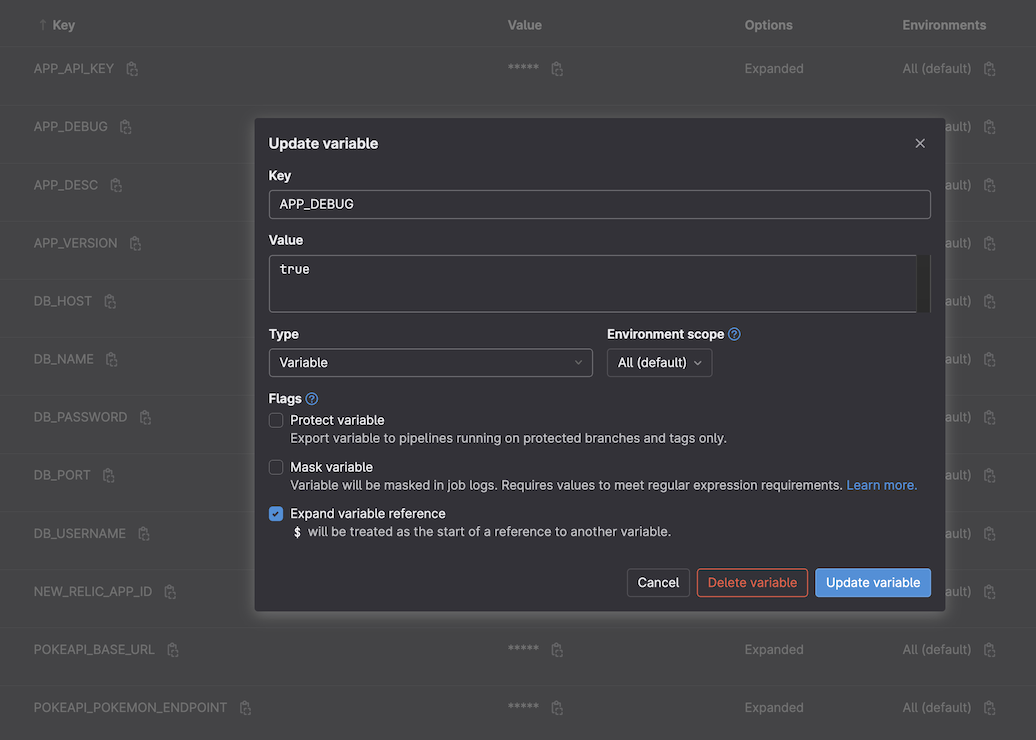 ↑ Key Value Options Environments
APP_API_KEY ***** Expanded All (default)
APP_DEBUG ault)
Update variable
Key
APP_DEBUG
APP_DESC ault)
Value
APP_VERSION ault)
true
DB_HOST ault)
Type Environment scope
DB_NAME ault)
Variable All (default)
Flags
DB_PASSWORD ault)
Protect variable
Export variable to pipelines running on protected branches and tags only.
Mask variable
DB_PORT ault)
Variable will be masked in job logs. Requires values to meet regular expression requirements. Learn more.
Expand variable reference
DB_USERNAME ault)
$ will be treated as the start of a reference to another variable.
Cancel Delete variable Update variable
NEW_RELIC_APP_ID ault)
POKEAPI_BASE_URL ***** Expanded All (default)
POKEAPI_POKEMON_ENDPOINT ***** Expanded All (default)